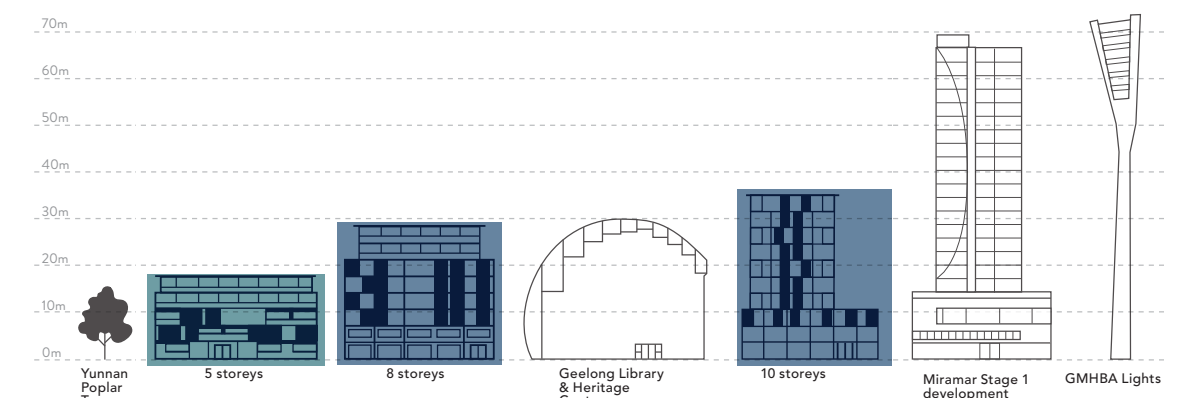 70m
60m
50m
40m
30m
20m
10m
0m
Yunnan
Poplar
5 storeys
8 storeys
Geelong Library
& Heritage
10 storeys
Miramar Stage 1
development
GMHBA Lights